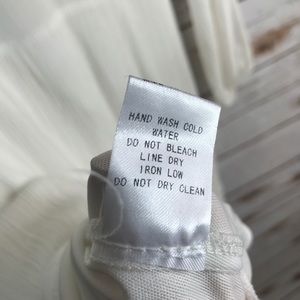 HAND WASH COLD
WATER
DO NOT BLEACH
LINE DRY
IRON LOW
DO NOT DRY CLEAN